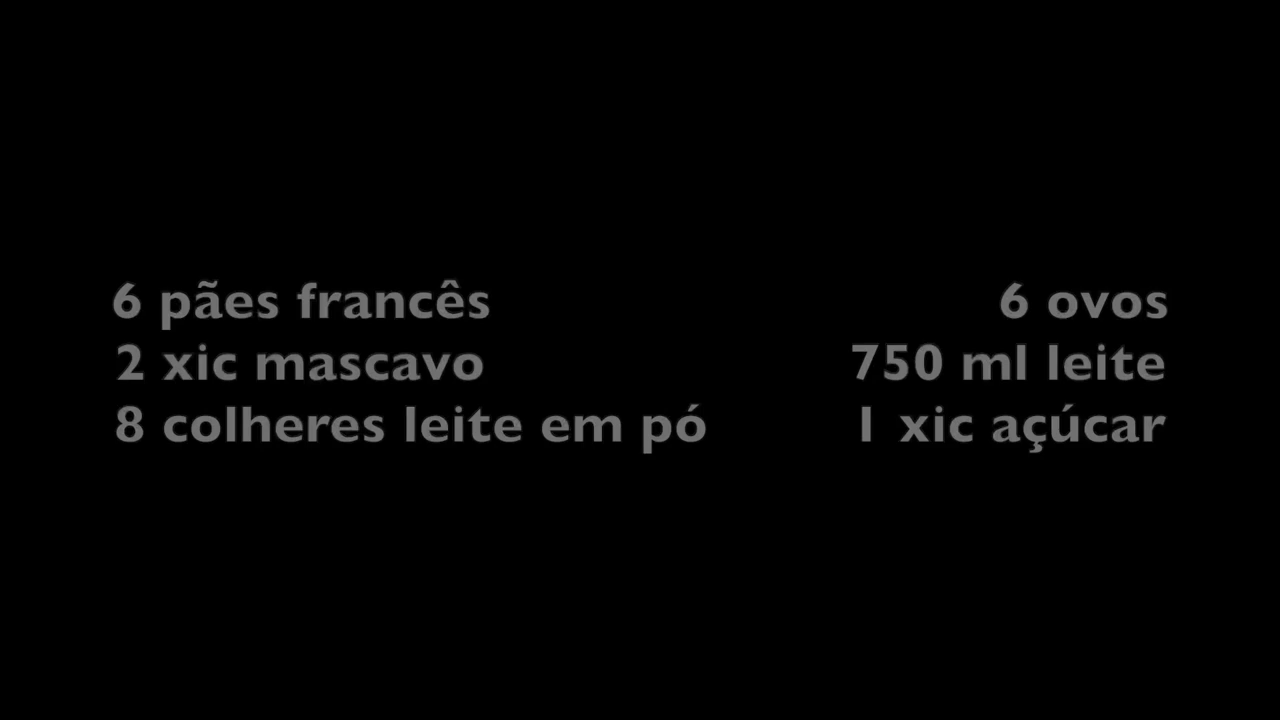 6 pães francês
2 xic mascavo
8 colheres leite em pó
6 ovos
750 ml leite
1 xic açúcar